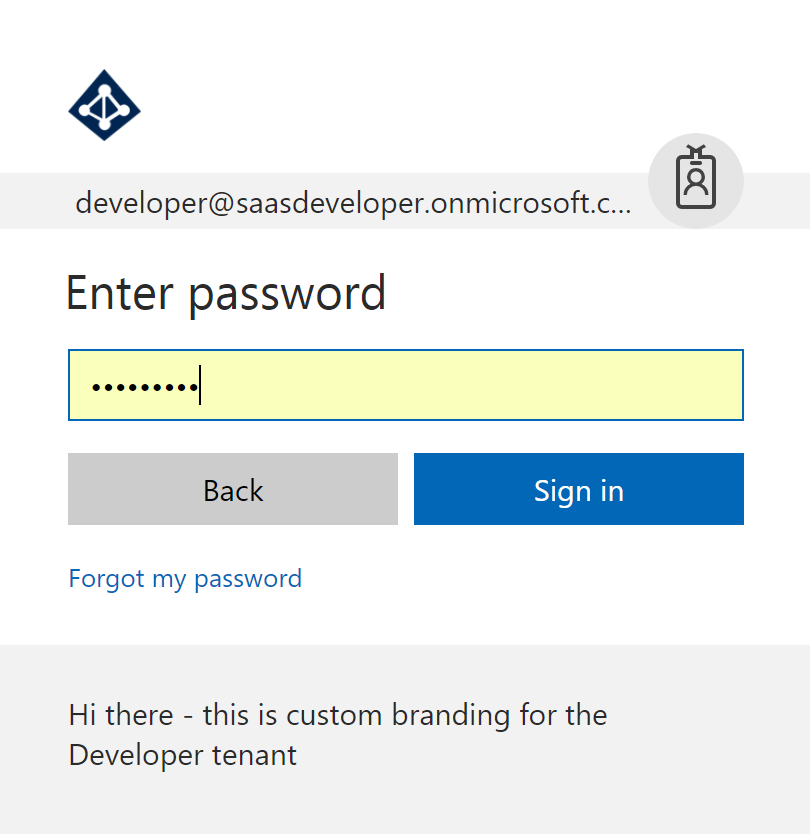 developer@saasdeveloper.onmicrosoft.c...
Enter password
•••••••••
Back
Sign in
Forgot my password
Hi there - this is custom branding for the
Developer tenant